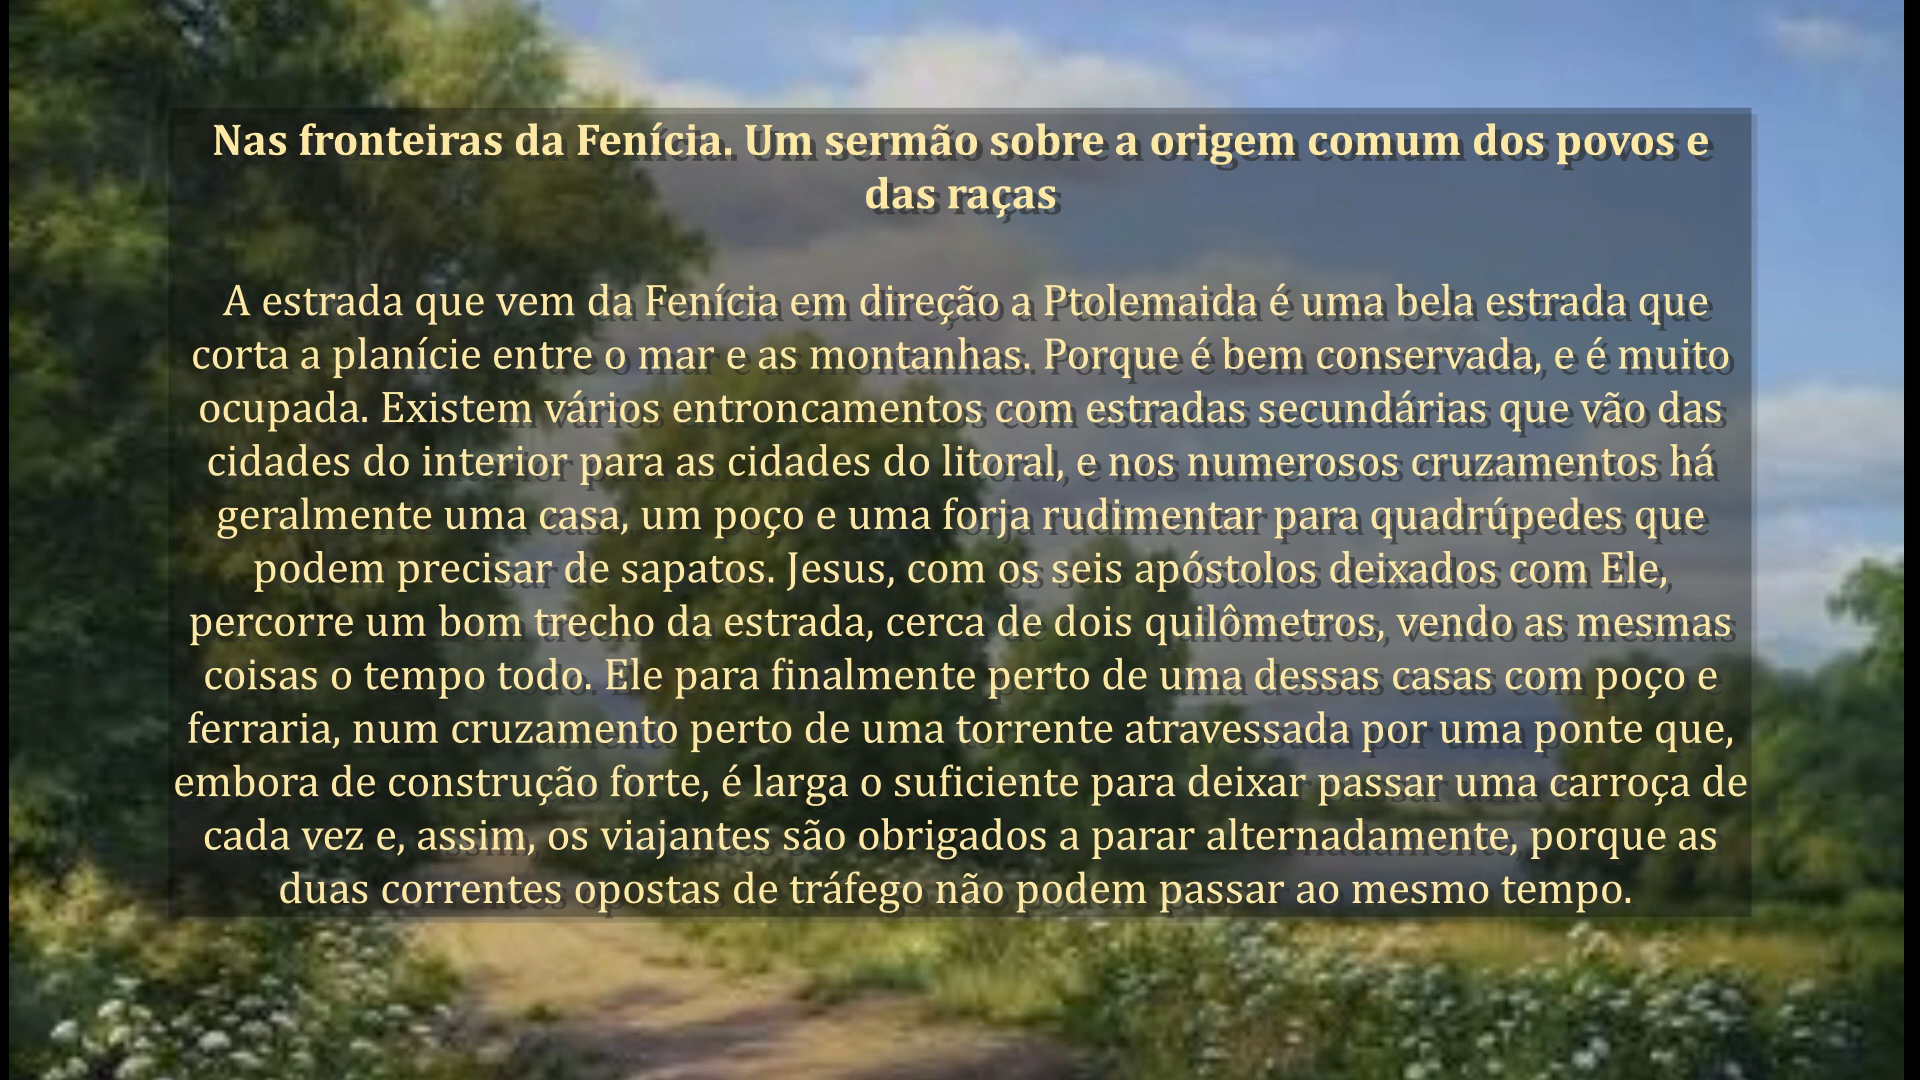 Nas fronteiras da Fenícia. Um sermão sobre a origem comum dos povos e
das raças
A estrada que vem da Fenícia em direção a Ptolemaida é uma bela estrada que
corta a planície entre o mar e as montanhas. Porque é bem conservada, e é muito
ocupada. Existem vários entroncamentos com estradas secundárias que vão das
cidades do interior para as cidades do litoral, e nos numerosos cruzamentos há
geralmente uma casa, um poço e uma forja rudimentar para quadrúpedes que
podem precisar de sapatos. Jesus, com os seis apóstolos deixados com Ele,
percorre um bom trecho da estrada, cerca de dois quilômetros, vendo as mesmas
coisas o tempo todo. Ele para finalmente perto de uma dessas casas com poço e
ferraria, num cruzamento perto de uma torrente atravessada por uma ponte que,
embora de construção forte, é larga o suficiente para deixar passar uma carroça de
cada vez e, assim, os viajantes são obrigados a parar alternadamente, porque as
duas correntes opostas de tráfego não podem passar ao mesmo tempo.